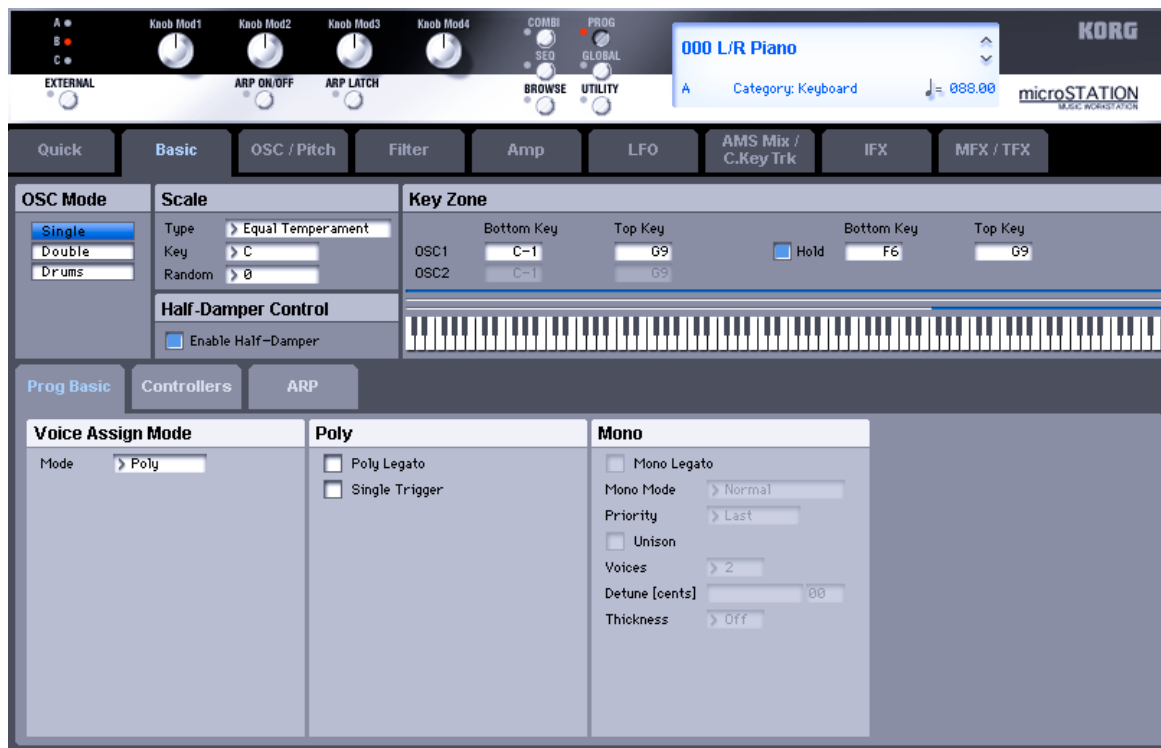 A
B
C
EXTERNAL
Knob Mod1 Knob Mod2 Knob Mod3 Knob Mod4
ARP ON/OFF ARP LATCH
COMBI PROG
SEQ GLOBAL
BROWSE UTILITY
000 L/R Piano
A Category: Keyboard ♩= 088.00
KORG
microSTATION
MUSIC WORKSTATION
Quick Basic OSC / Pitch Filter Amp LFO AMS Mix / C.Key Trk IFX MFX / TFX
OSC Mode
Single
Double
Drums
Scale
Type Equal Temperament
Key C
Random 0
Half-Damper Control
Enable Half-Damper
Key Zone
Bottom Key Top Key Bottom Key Top Key
OSC1 C-1 G9 Hold F6 G9
OSC2 C-1 G9
Prog Basic Controllers ARP
Voice Assign Mode
Mode Poly
Poly
Poly Legato
Single Trigger
Mono
Mono Legato
Mono Mode Normal
Priority Last
Unison
Voices 2
Detune [cents] 00
Thickness Off